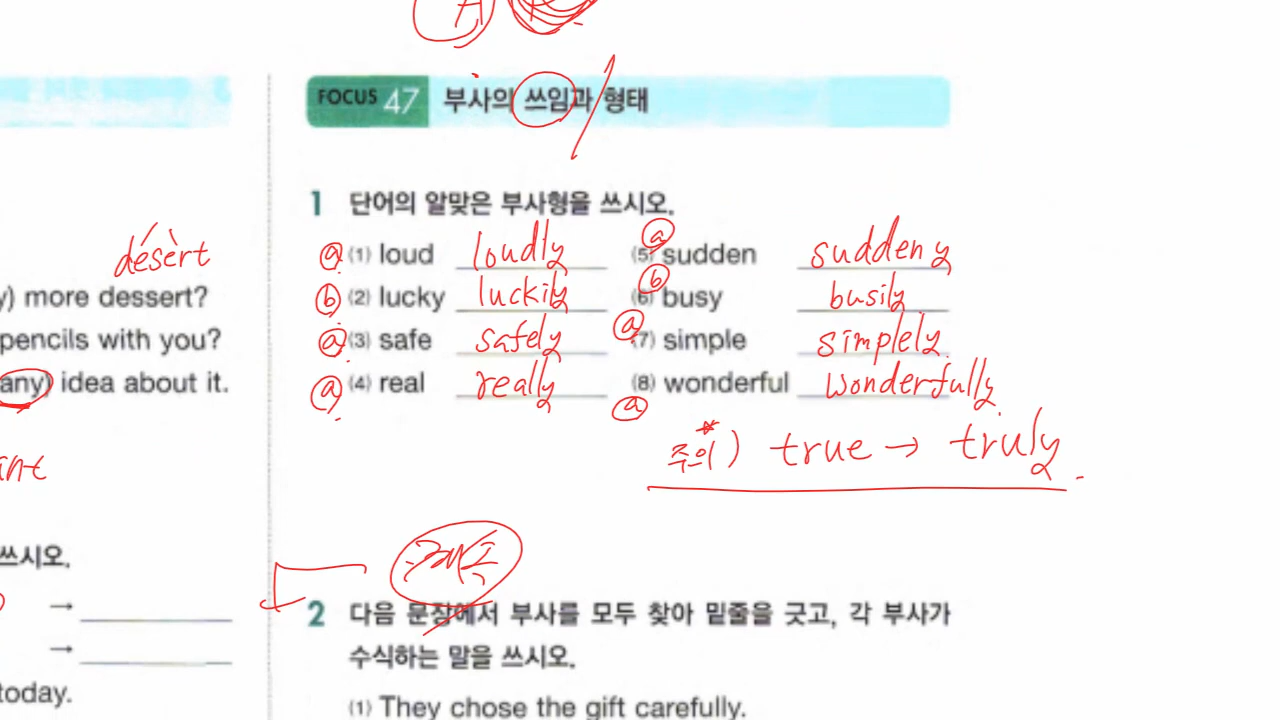 FOCUS 47 부사의 쓰임과 형태
1 단어의 알맞은 부사형을 쓰시오.
désèrt
ⓐ (1) loud loudly ⓐ (5) sudden suddenly
y) more dessert?
ⓑ (2) lucky luckily ⓑ (6) busy busily
pencils with you?
ⓐ (3) safe safely ⓐ (7) simple simplely
any) idea about it.
ⓐ (4) real really ⓐ (8) wonderful wonderfully
주의) true → truly
ant
쓰시오.
→
→
today.
2 다음 문장에서 부사를 모두 찾아 밑줄을 긋고, 각 부사가
수식하는 말을 쓰시오.
(1) They chose the gift carefully.